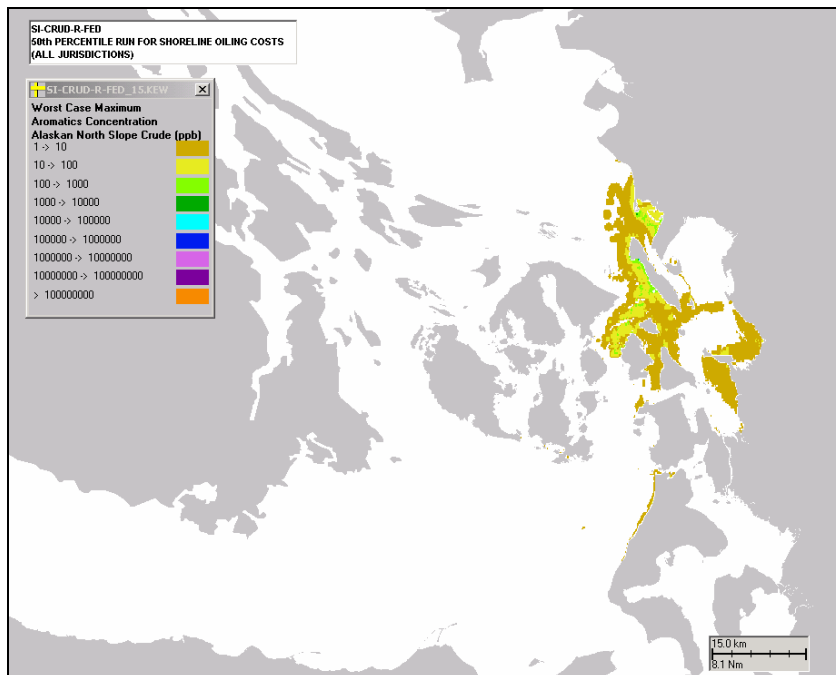 SI-CRUD-R-FED
50th PERCENTILE RUN FOR SHORELINE OILING COSTS
(ALL JURISDICTIONS)
SI-CRUD-R-FED_15.KEW
Worst Case Maximum
Aromatics Concentration
Alaskan North Slope Crude (ppb)
1 -> 10
10 -> 100
100 -> 1000
1000 -> 10000
10000 -> 100000
100000 -> 1000000
1000000 -> 10000000
10000000 -> 100000000
> 100000000
15.0 km
8.1 Nm